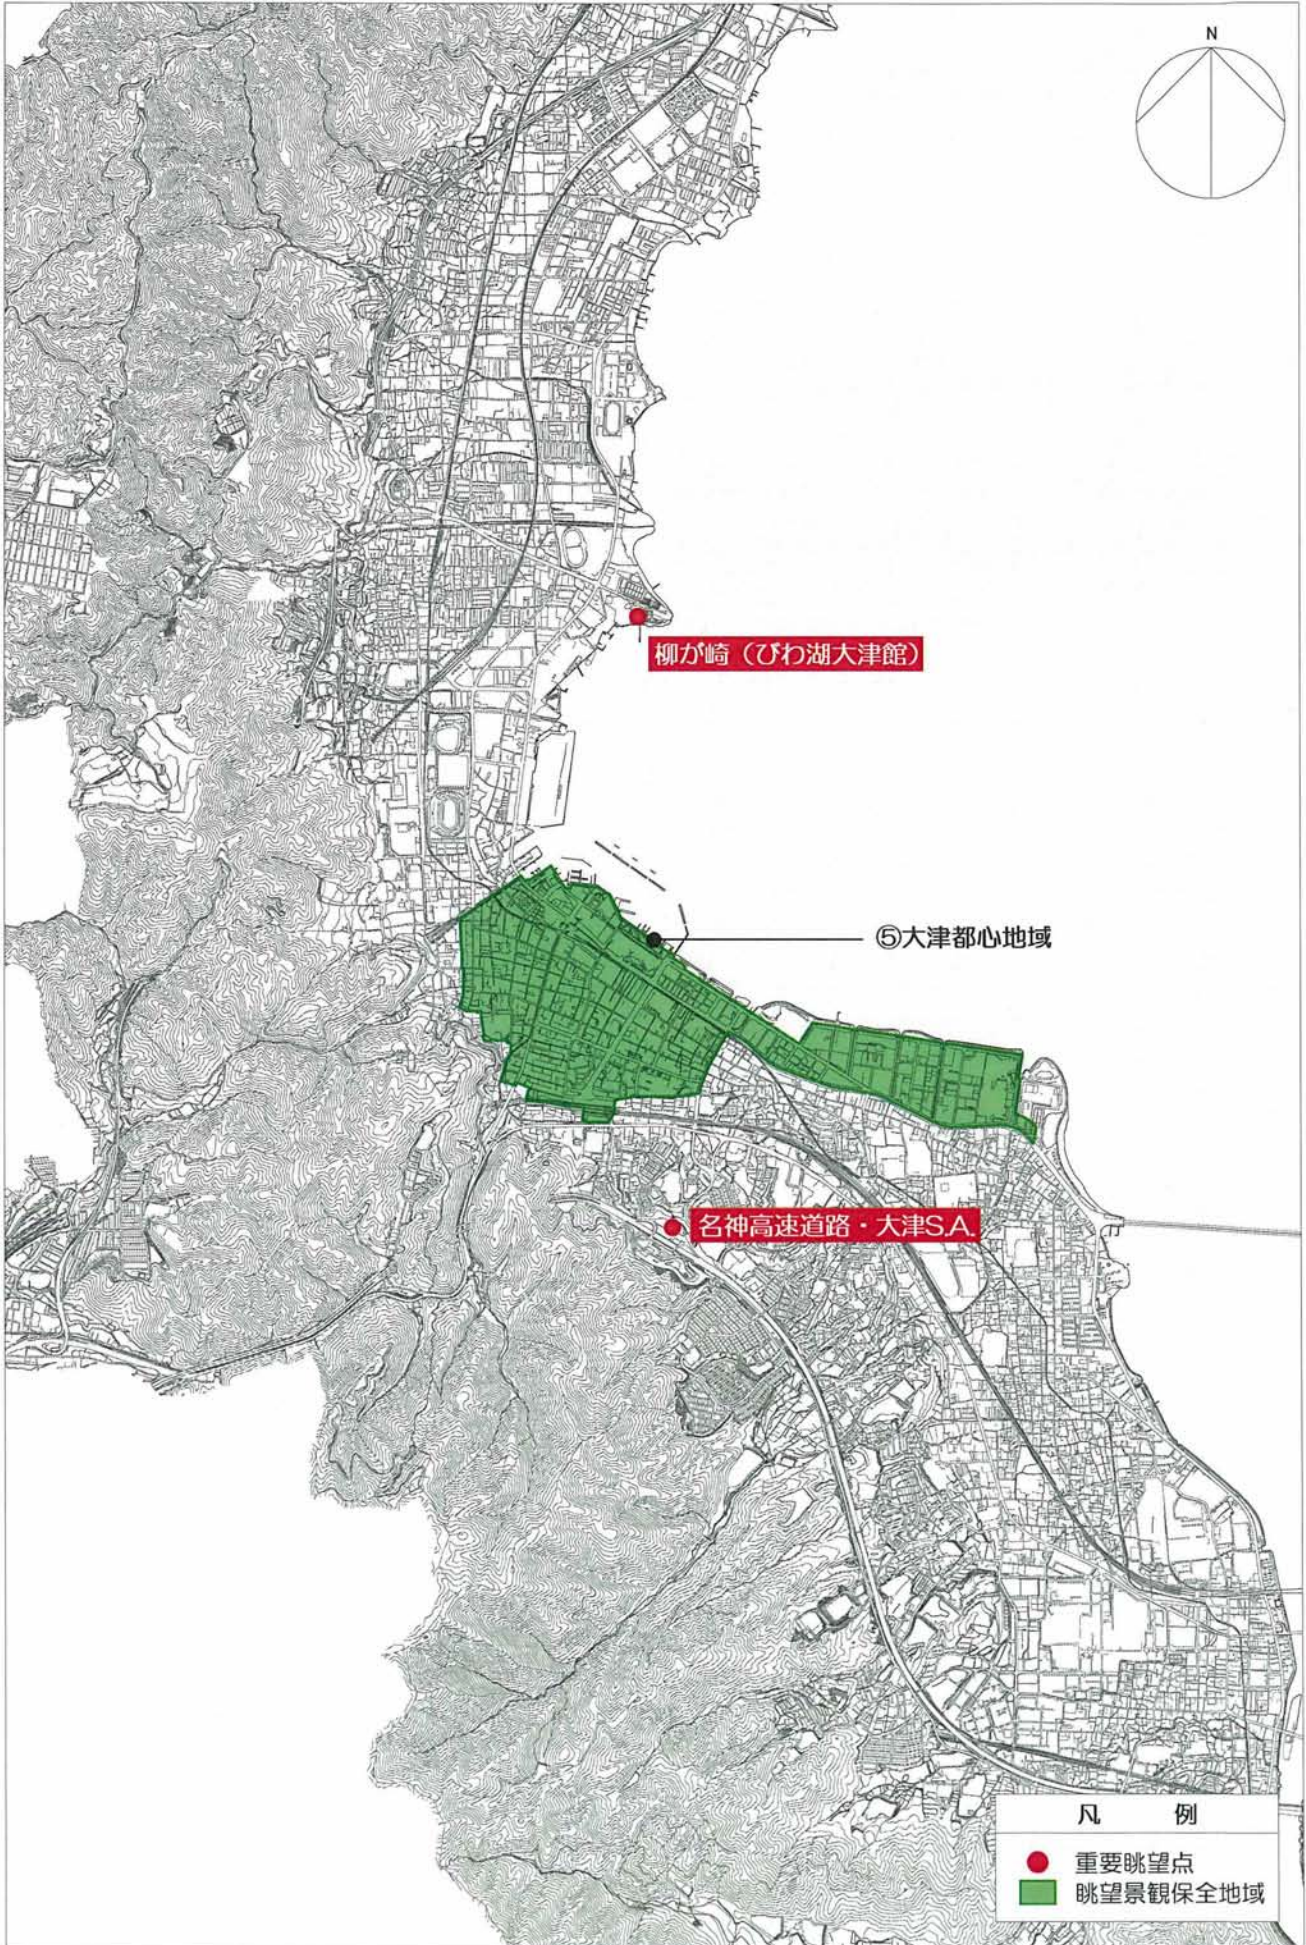 N
柳が崎（びわ湖大津館）
⑤大津都心地域
名神高速道路・大津S.A.
凡 例
重要眺望点
眺望景観保全地域